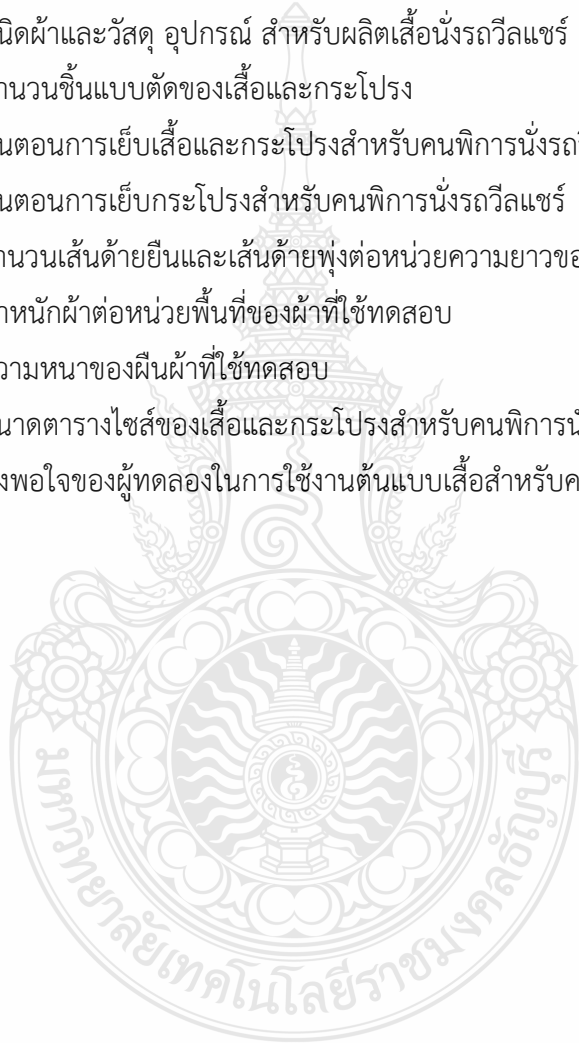 นิดผ้าและวัสดุ อุปกรณ์ สำหรับผลิตเสื้อนั่งรถวีลแชร์
านวนชิ้นแบบตัดของเสื้อและกระโปรง
นตอนการเย็บเสื้อและกระโปรงสำหรับคนพิการนั่งรถวี
นตอนการเย็บกระโปรงสำหรับคนพิการนั่งรถวีลแชร์
านวนเส้นด้ายยืนและเส้นด้ายพุ่งต่อหน่วยความยาวขอ
าหนักผ้าต่อหน่วยพื้นที่ของผ้าที่ใช้ทดสอบ
วามหนาของผืนผ้าที่ใช้ทดสอบ
นาดตารางไซส์ของเสื้อและกระโปรงสำหรับคนพิการนั
งพอใจของผู้ทดลองในการใช้งานต้นแบบเสื้อสำหรับค
มหาวิทยาลัยเทคโนโลยีราชมงคลธัญบุรี